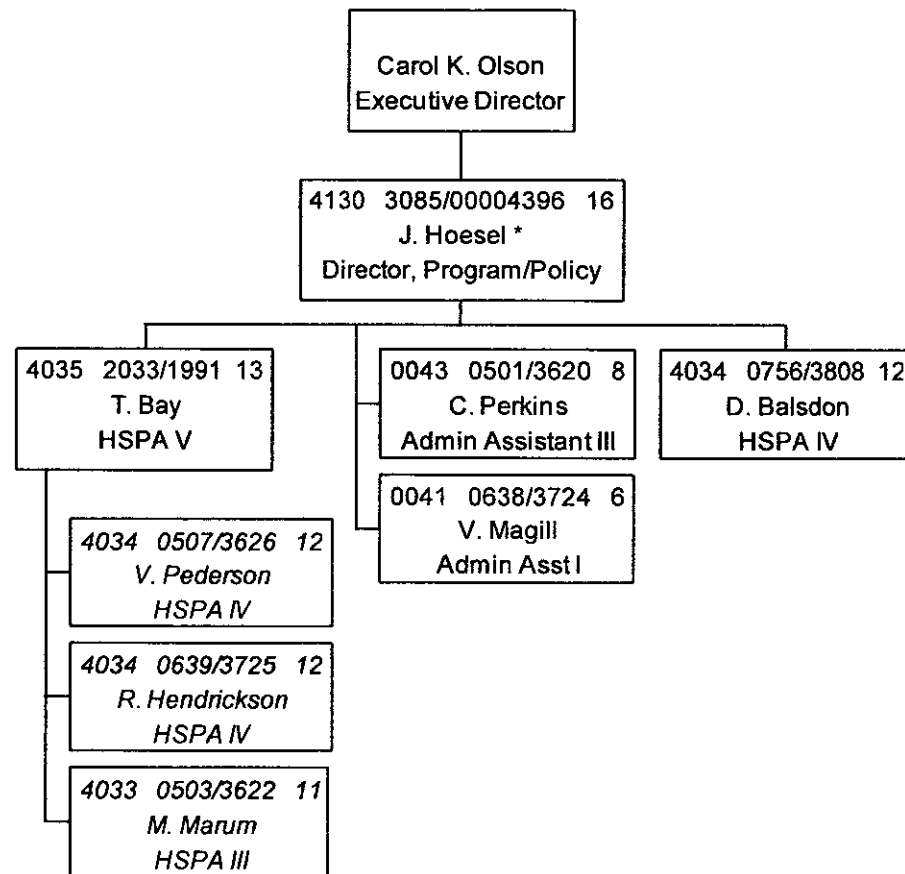 Carol K. Olson
Executive Director
4130 3085/00004396 16
J. Hoesel *
Director, Program/Policy
4035 2033/1991 13
T. Bay
HSPA V
0043 0501/3620 8
C. Perkins
Admin Assistant III
4034 0756/3808 12
D. Balsdon
HSPA IV
0041 0638/3724 6
V. Magill
Admin Asst I
4034 0507/3626 12
V. Pederson
HSPA IV
4034 0639/3725 12
R. Hendrickson
HSPA IV
4033 0503/3622 11
M. Marum
HSPA III